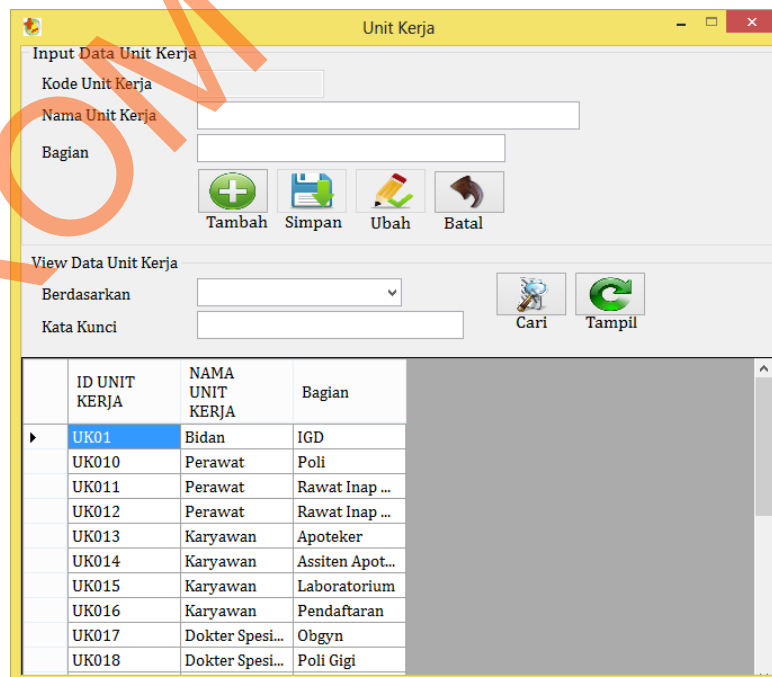 Unit Kerja
Input Data Unit Kerja
Kode Unit Kerja
Nama Unit Kerja
Bagian
Tambah Simpan Ubah Batal
View Data Unit Kerja
Berdasarkan
Kata Kunci
Cari Tampil
ID UNIT KERJA NAMA UNIT KERJA Bagian
UK01 Bidan IGD
UK010 Perawat Poli
UK011 Perawat Rawat Inap ...
UK012 Perawat Rawat Inap ...
UK013 Karyawan Apoteker
UK014 Karyawan Assiten Apot...
UK015 Karyawan Laboratorium
UK016 Karyawan Pendaftaran
UK017 Dokter Spesi... Obgyn
UK018 Dokter Spesi... Poli Gigi
OM